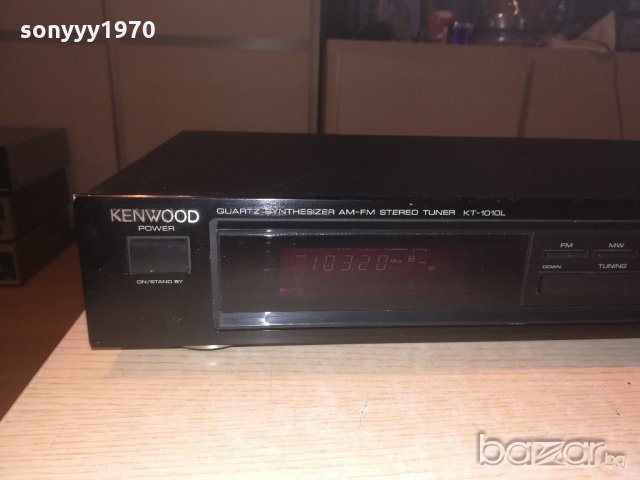 sonyyy1970
KENWOOD
QUARTZ SYNTHESIZER AM-FM STEREO TUNER KT-1010L
POWER
ON/STAND BY
103.20 MHz
FM MW
DOWN TUNING
bazar.bg